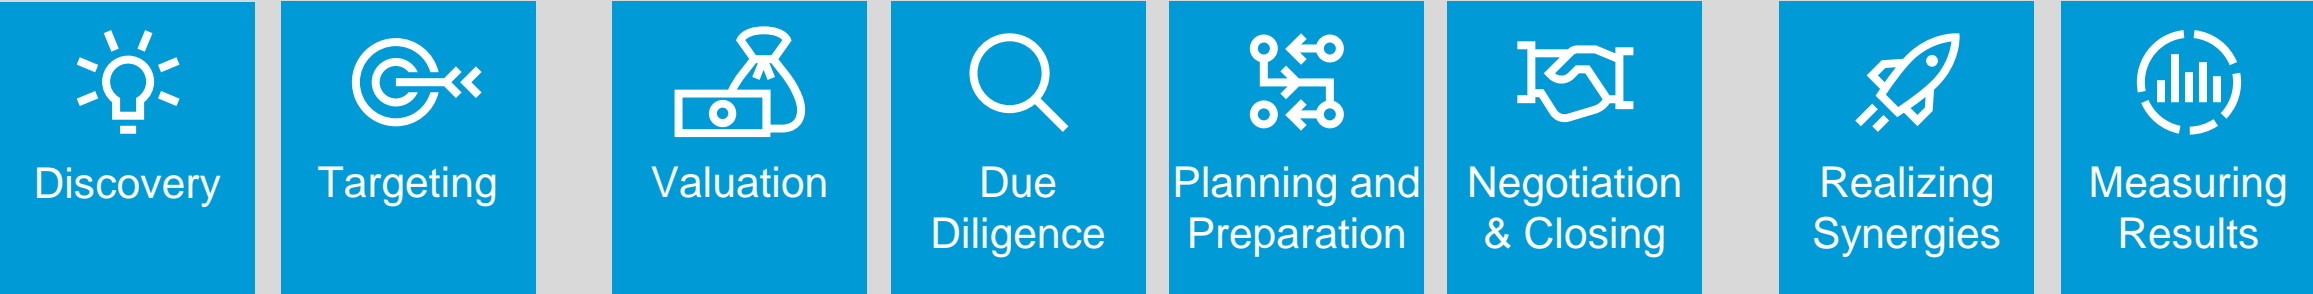 Discovery
Targeting
Valuation
Due
Diligence
Planning and
Preparation
Negotiation
& Closing
Realizing
Synergies
Measuring
Results